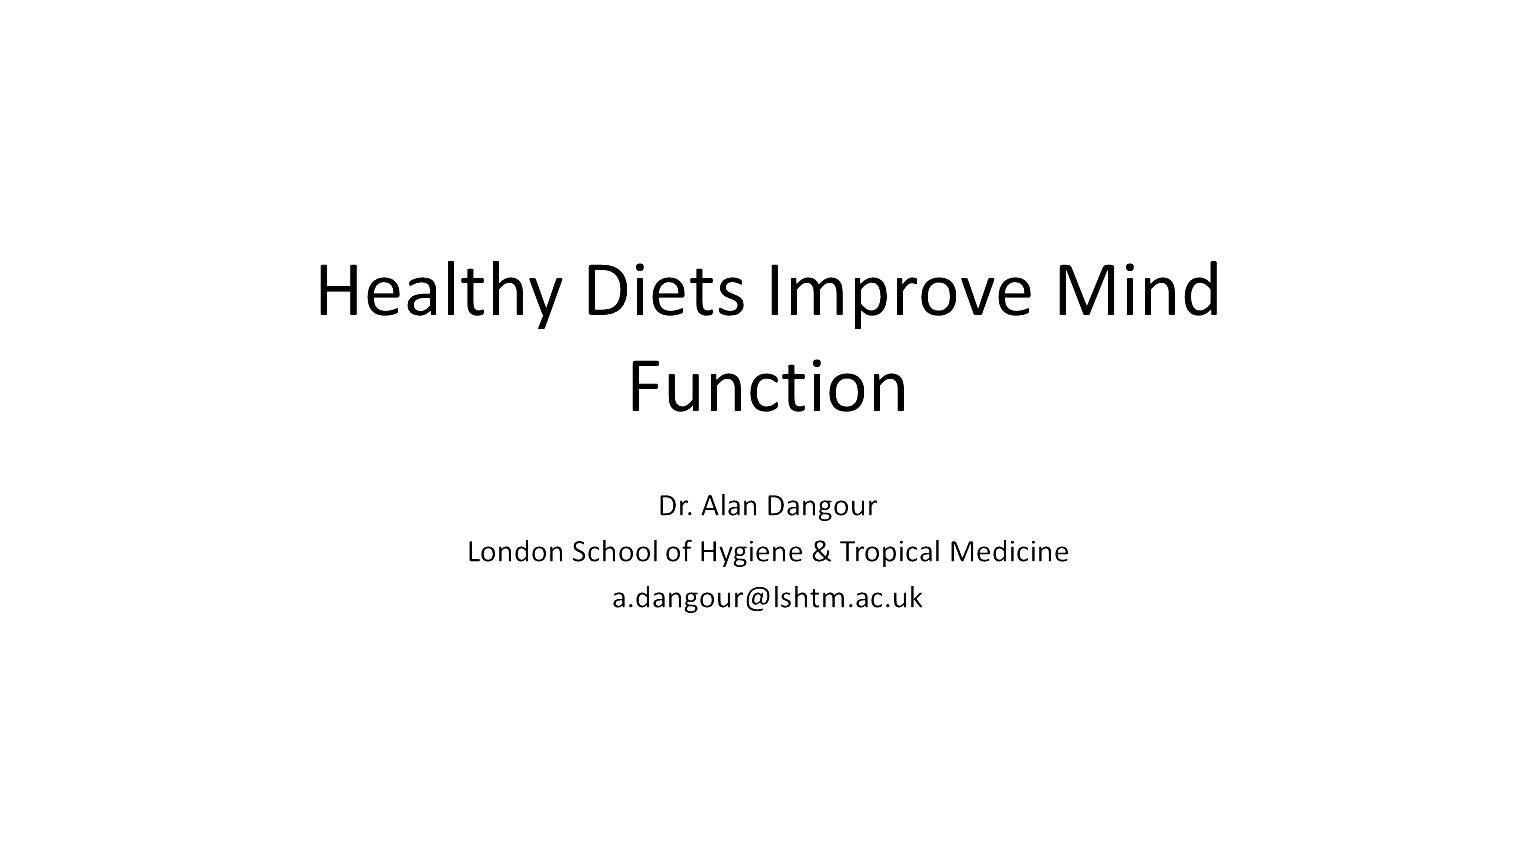 Healthy Diets Improve Mind
Function
Dr. Alan Dangour
London School of Hygiene & Tropical Medicine
a.dangour@lshtm.ac.uk